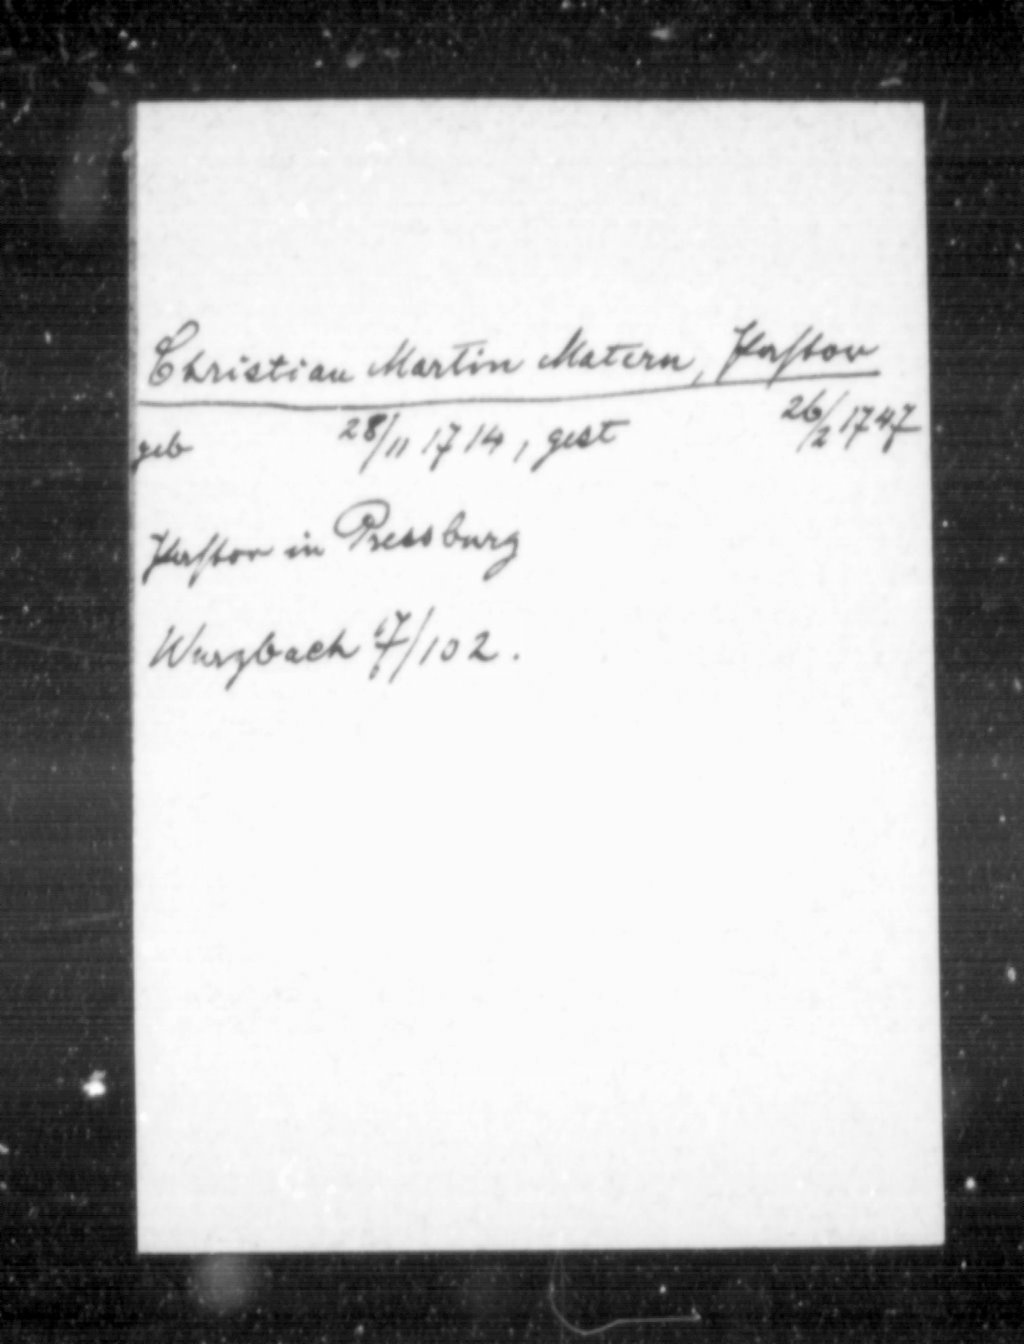 Christian Martin Matern, Pastor
geb 28/11 1714, gest 26/2 1747
Pastor in Pressburg
Wurzbach 17/102.